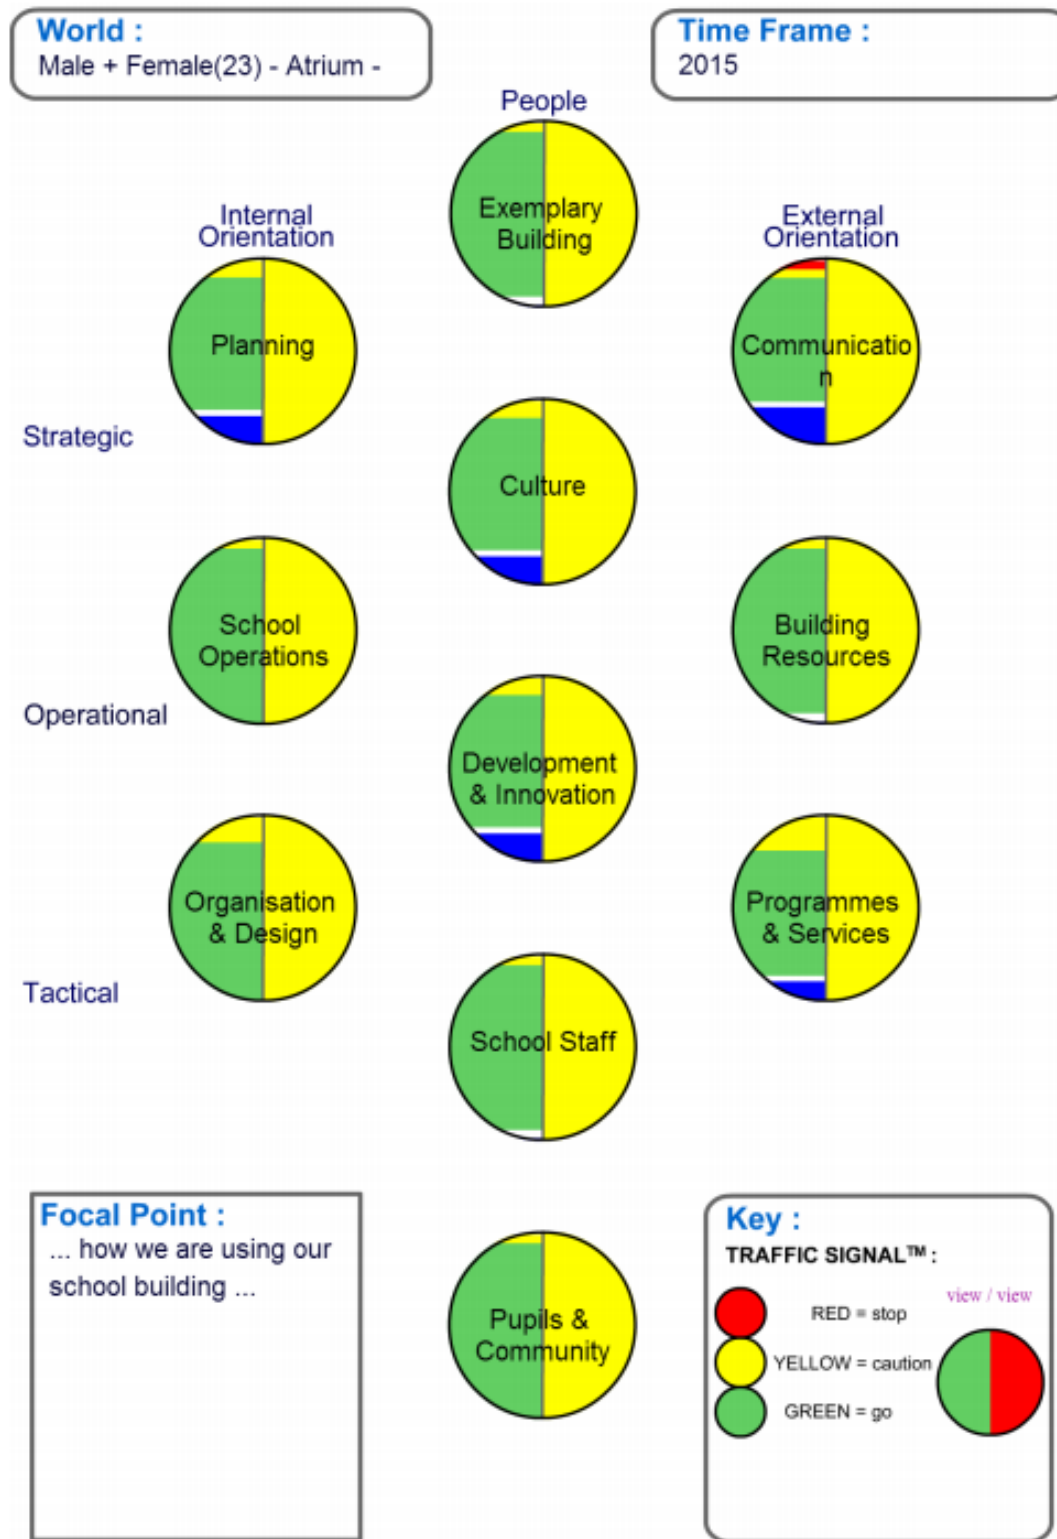 World :
Male + Female(23) - Atrium -
Time Frame :
2015
People
Exemplary
Building
Internal
Orientation
External
Orientation
Planning
Communicatio
n
Strategic
Culture
School
Operations
Building
Resources
Operational
Development
& Innovation
Organisation
& Design
Programmes
& Services
Tactical
School Staff
Focal Point :
... how we are using our
school building ...
Pupils &
Community
Key :
TRAFFIC SIGNAL™ :
view / view
RED = stop
YELLOW = caution
GREEN = go